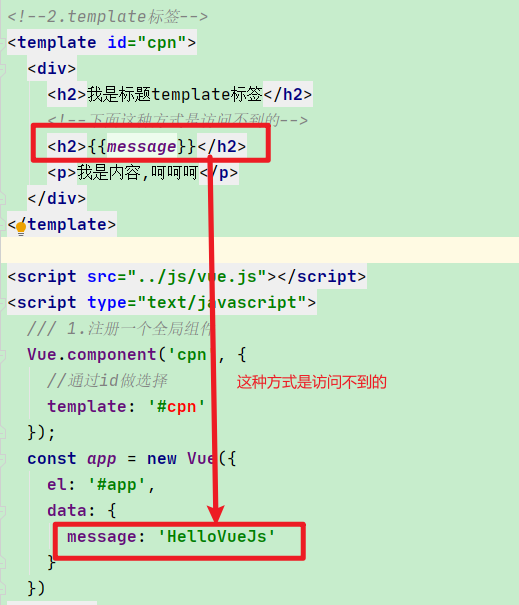 <!--2.template标签-->
<template id="cpn">
<div>
<h2>我是标题template标签</h2>
<!--下面这种方式是访问不到的-->
<h2>{{message}}</h2>
<p>我是内容,呵呵呵</p>
</div>
</template>
<script src="../js/vue.js"></script>
<script type="text/javascript">
/// 1.注册一个全局组件
Vue.component('cpn', {
//通过id做选择
这种方式是访问不到的
template: '#cpn'
});
const app = new Vue({
el: '#app',
data: {
message: 'HelloVueJs'
}
})